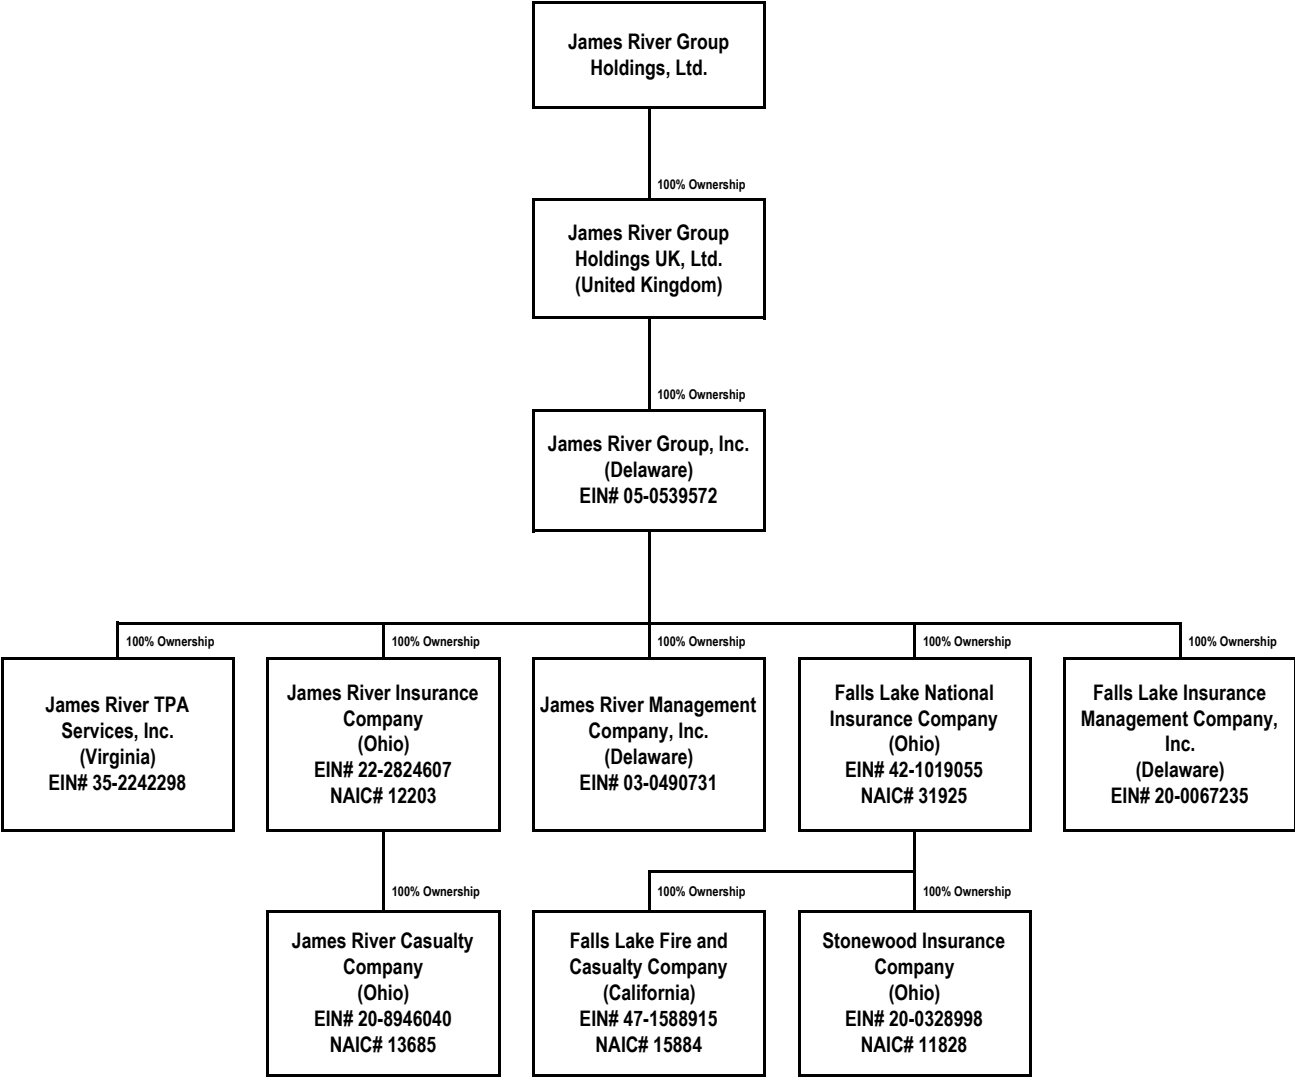 James River Group
Holdings, Ltd.
100% Ownership
James River Group
Holdings UK, Ltd.
(United Kingdom)
100% Ownership
James River Group, Inc.
(Delaware)
EIN# 05-0539572
100% Ownership
James River TPA
Services, Inc.
(Virginia)
EIN# 35-2242298
100% Ownership
James River Insurance
Company
(Ohio)
EIN# 22-2824607
NAIC# 12203
100% Ownership
James River Management
Company, Inc.
(Delaware)
EIN# 03-0490731
100% Ownership
Falls Lake National
Insurance Company
(Ohio)
EIN# 42-1019055
NAIC# 31925
100% Ownership
Falls Lake Insurance
Management Company,
Inc.
(Delaware)
EIN# 20-0067235
100% Ownership
James River Casualty
Company
(Ohio)
EIN# 20-8946040
NAIC# 13685
100% Ownership
Falls Lake Fire and
Casualty Company
(California)
EIN# 47-1588915
NAIC# 15884
100% Ownership
Stonewood Insurance
Company
(Ohio)
EIN# 20-0328998
NAIC# 11828